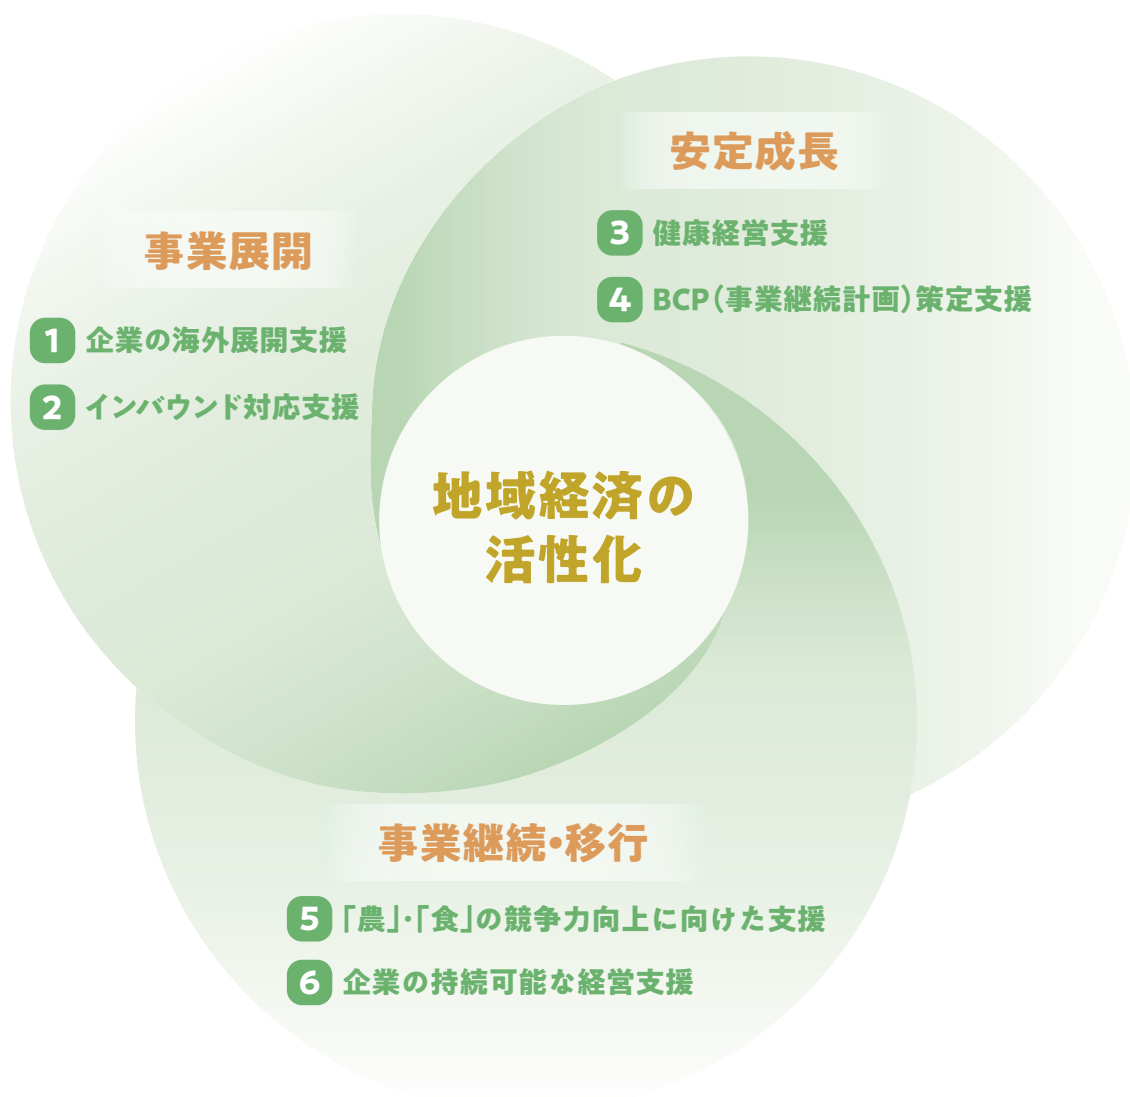 事業展開
1 企業の海外展開支援
2 インバウンド対応支援
安定成長
3 健康経営支援
4 BCP(事業継続計画)策定支援
地域経済の
活性化
事業継続・移行
5 「農」・「食」の競争力向上に向けた支援
6 企業の持続可能な経営支援